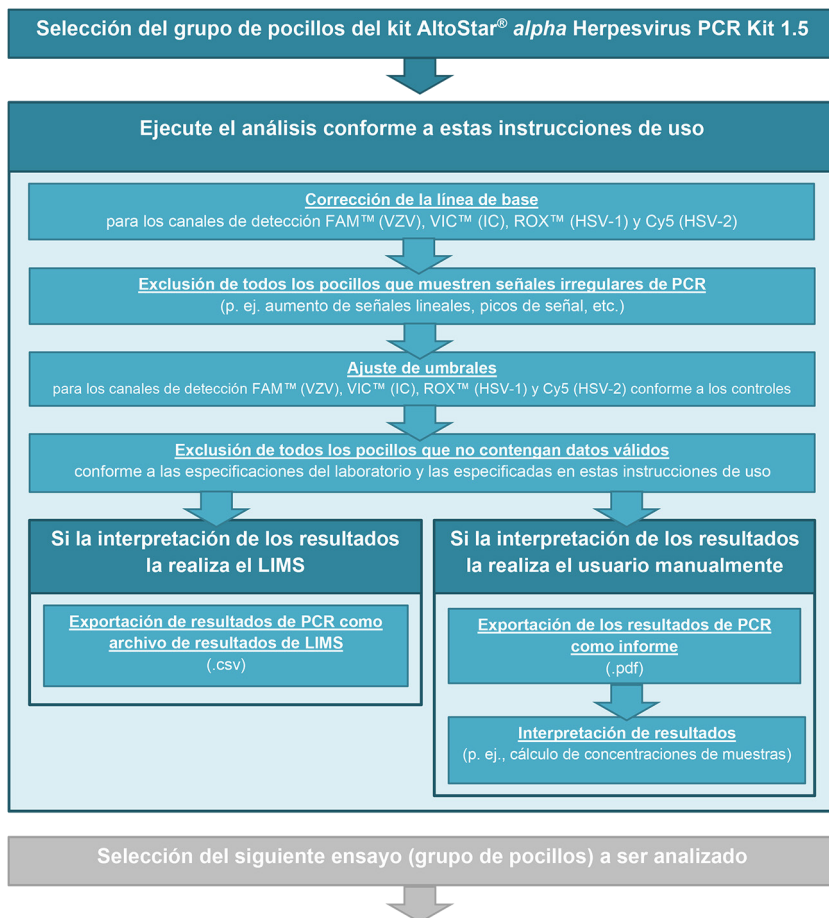 Selección del grupo de pocillos del kit AltoStar® alpha Herpesvirus PCR Kit 1.5
Ejecute el análisis conforme a estas instrucciones de uso
Corrección de la línea de base
para los canales de detección FAM™ (VZV), VIC™ (IC), ROX™ (HSV-1) y Cy5 (HSV-2)
Exclusión de todos los pocillos que muestren señales irregulares de PCR
(p. ej. aumento de señales lineales, picos de señal, etc.)
Ajuste de umbrales
para los canales de detección FAM™ (VZV), VIC™ (IC), ROX™ (HSV-1) y Cy5 (HSV-2) conforme a los controles
Exclusión de todos los pocillos que no contengan datos válidos
conforme a las especificaciones del laboratorio y las especificadas en estas instrucciones de uso
Si la interpretación de los resultados
la realiza el LIMS
Exportación de resultados de PCR como
archivo de resultados de LIMS
(.csv)
Si la interpretación de los resultados
la realiza el usuario manualmente
Exportación de los resultados de PCR
como informe
(.pdf)
Interpretación de resultados
(p. ej., cálculo de concentraciones de muestras)
Selección del siguiente ensayo (grupo de pocillos) a ser analizado